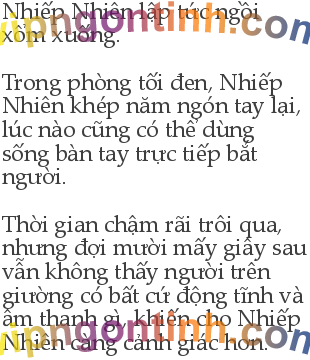 Nhiếp Nhiên lập tức ngồi
xổm xuống.
Trong phòng tối đen, Nhiếp
Nhiên khép năm ngón tay lại,
lúc nào cũng có thể dùng
sống bàn tay trực tiếp bắt
người.
Thời gian chậm rãi trôi qua,
nhưng đợi mười mấy giây sau
vẫn không thấy người trên
giường có bất cứ động tĩnh và
âm thanh gì, khiến cho Nhiếp
Nhiên càng cảnh giác hơn.
vipngontinh.com
vipngontinh.com